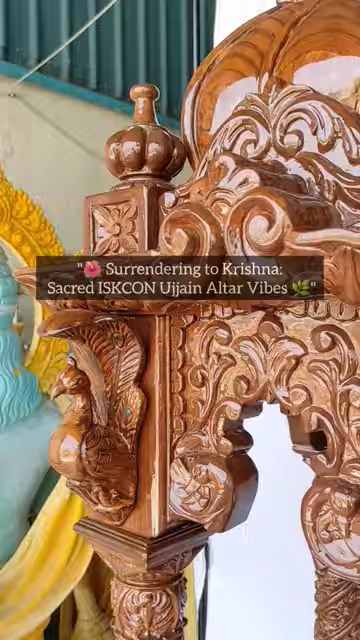 "🌺 Surrendering to Krishna:
Sacred ISKCON Ujjain Altar Vibes 🌿"